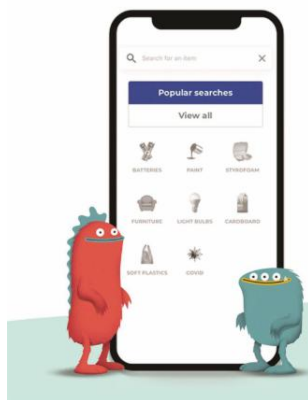 Search for an item
Popular searches
View all
BATTERIES
PAINT
STYROFOAM
FURNITURE
LIGHT BULBS
CARDBOARD
SOFT PLASTICS
COVID